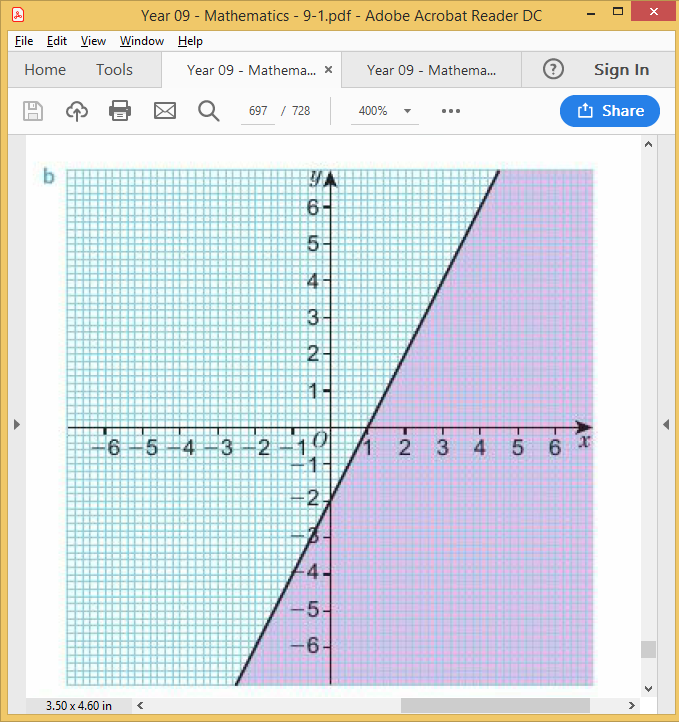 Year 09 - Mathematics - 9-1.pdf - Adobe Acrobat Reader DC
File Edit View Window Help
Home Tools Year 09 - Mathema... × Year 09 - Mathema... ? Sign In
697 / 728 400% Share
b
y
6
5
4
3
2
1
-6 -5 -4 -3 -2 -1 O 1 2 3 4 5 6 x
-1
-2
-3
-4
-5
-6
3.50 x 4.60 in